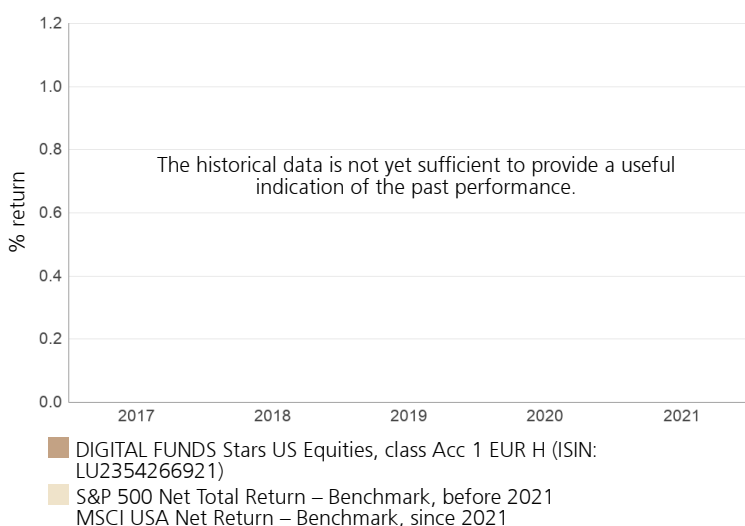 1.2
1.0
0.8
The historical data is not yet sufficient to provide a useful
indication of the past performance.
% return
0.6
0.4
0.2
0.0
2017 2018 2019 2020 2021
DIGITAL FUNDS Stars US Equities, class Acc 1 EUR H (ISIN:
LU2354266921)
S&P 500 Net Total Return – Benchmark, before 2021
MSCI USA Net Return – Benchmark, since 2021